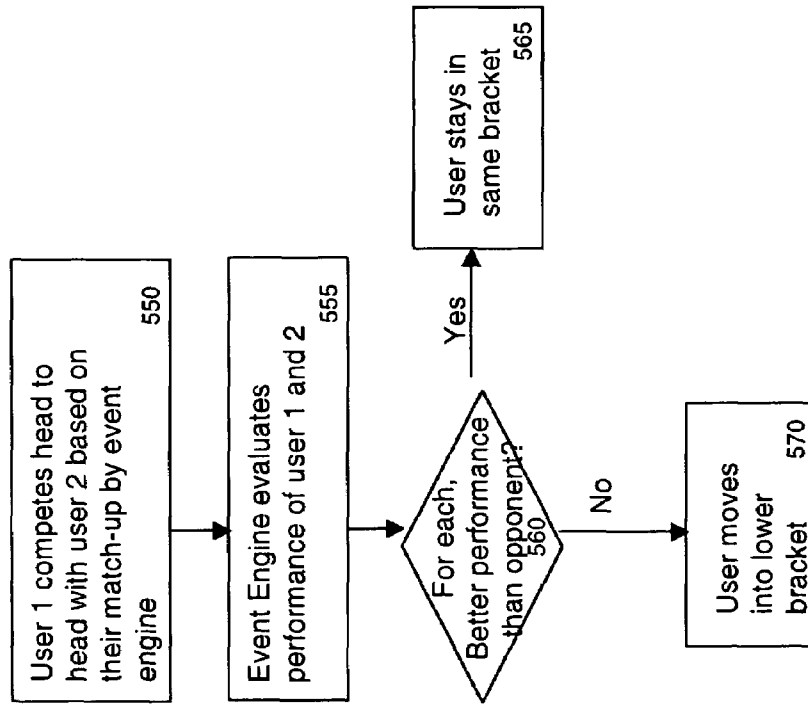 User 1 competes head to
head with user 2 based on
their match-up by event
engine
550
Event Engine evaluates
performance of user 1 and 2
555
For each,
Better performance
than opponent?
560
Yes
User stays in
same bracket
565
No
User moves
into lower
bracket
570